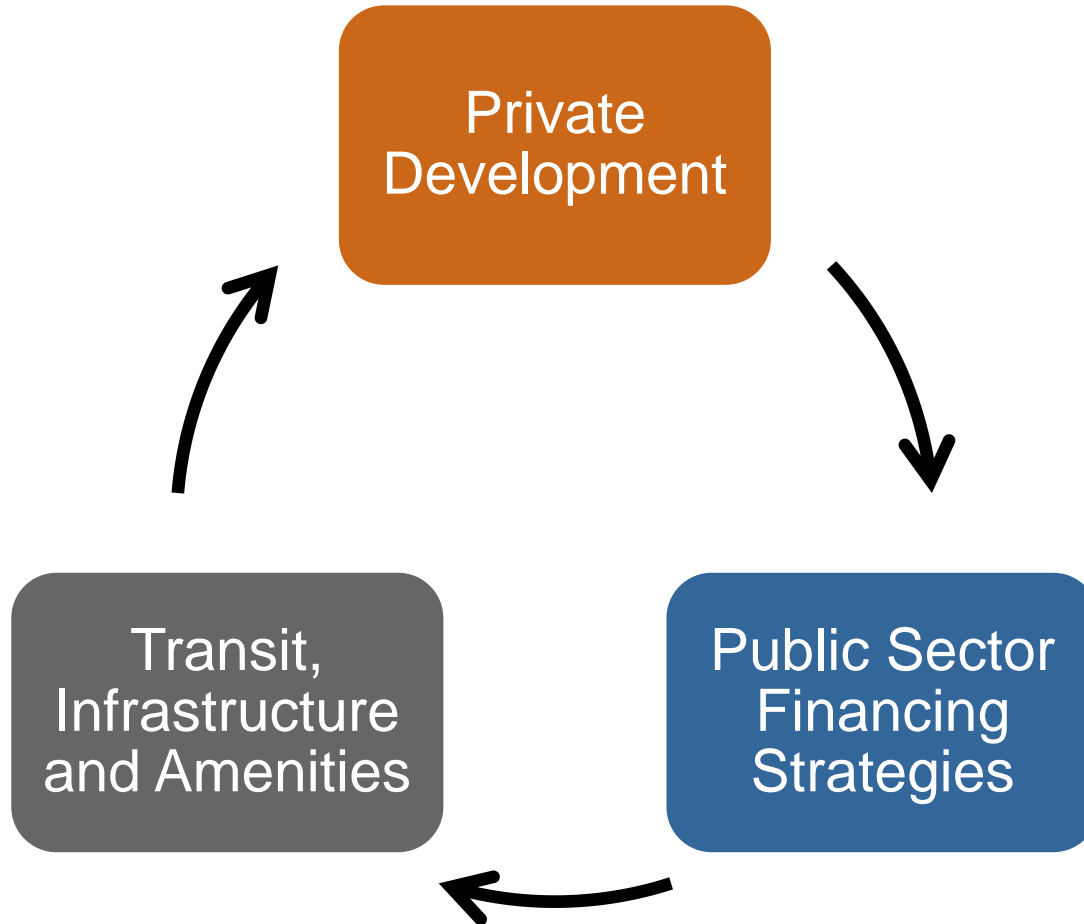 Private
Development
Transit,
Infrastructure
and Amenities
Public Sector
Financing
Strategies